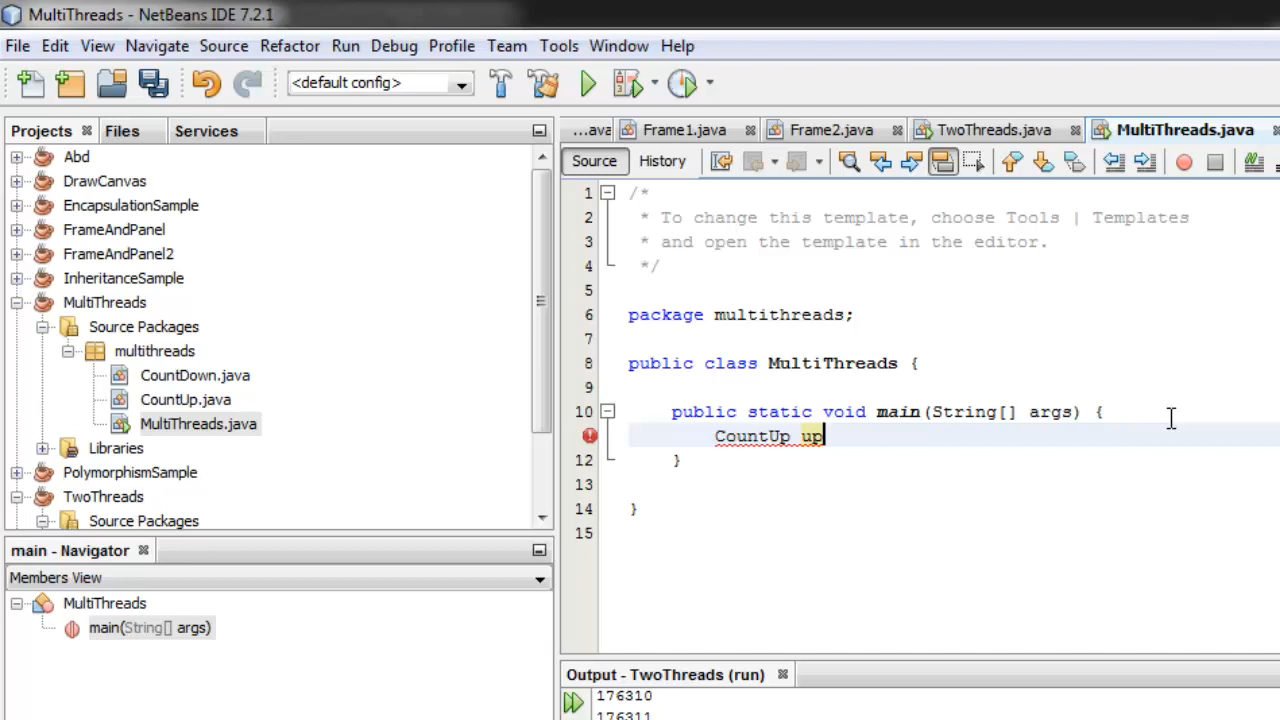 MultiThreads - NetBeans IDE 7.2.1
File Edit View Navigate Source Refactor Run Debug Profile Team Tools Window Help
<default config>
Projects Files Services
Abd
DrawCanvas
EncapsulationSample
FrameAndPanel
FrameAndPanel2
InheritanceSample
MultiThreads
Source Packages
multithreads
CountDown.java
CountUp.java
MultiThreads.java
Libraries
PolymorphismSample
TwoThreads
Source Packages
main - Navigator
Members View
MultiThreads
main(String[] args)
...ava Frame1.java Frame2.java TwoThreads.java MultiThreads.java
Source History
1 /*
2 * To change this template, choose Tools | Templates
3 * and open the template in the editor.
4 */
5
6 package multithreads;
7
8 public class MultiThreads {
9
10 public static void main(String[] args) {
CountUp up
12 }
13
14 }
15
Output - TwoThreads (run)
176310
176311